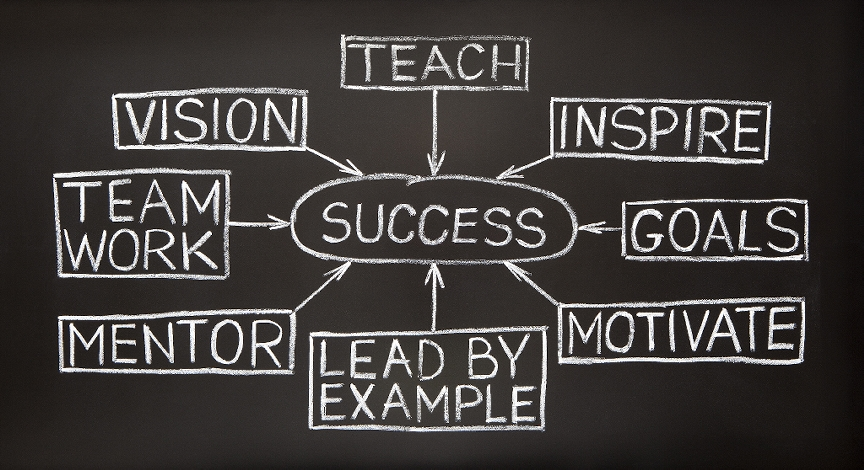 TEACH
VISION
INSPIRE
TEAM
WORK
SUCCESS
GOALS
MENTOR
LEAD BY
EXAMPLE
MOTIVATE